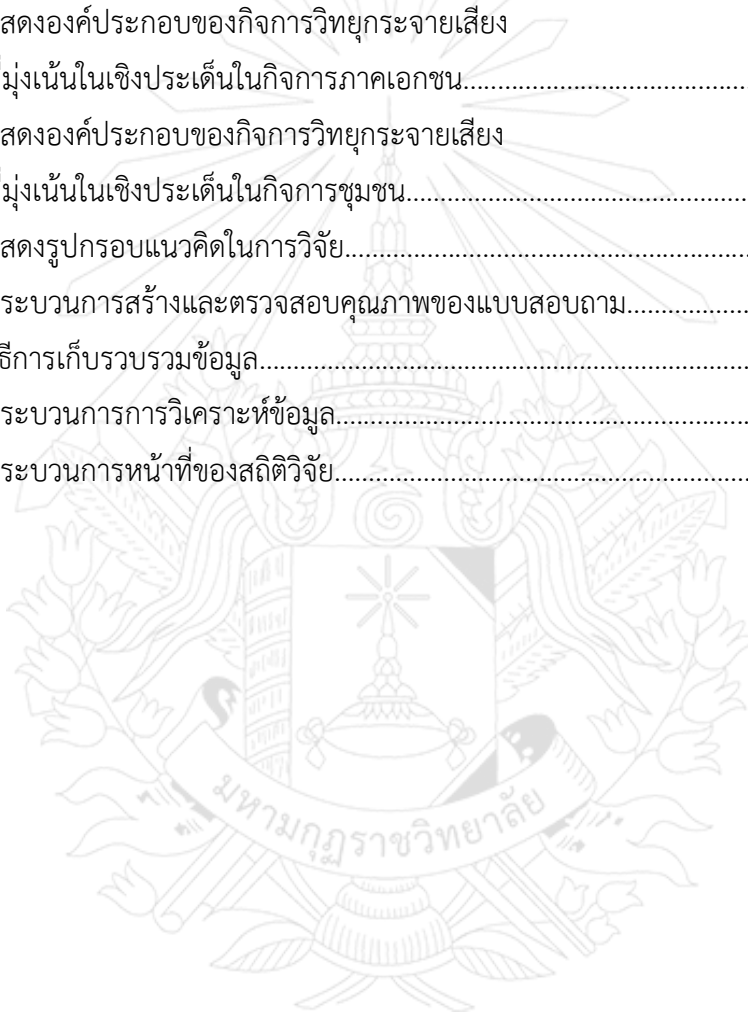 สดงองค์ประกอบของกิจการวิทยุกระจายเสียง
มุ่งเน้นในเชิงประเด็นในกิจการภาคเอกชน.......................................
สดงองค์ประกอบของกิจการวิทยุกระจายเสียง
มุ่งเน้นในเชิงประเด็นในกิจการชุมชน...............................................
สดงรูปกรอบแนวคิดในการวิจัย.......................................................
ระบวนการสร้างและตรวจสอบคุณภาพของแบบสอบถาม..................
ธีการเก็บรวบรวมข้อมูล...................................................................
ระบวนการการวิเคราะห์ข้อมูล.........................................................
ระบวนการหน้าที่ของสถิติวิจัย.........................................................
มหามกุฏราชวิทยาลัย